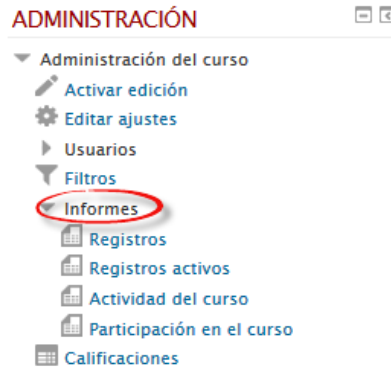 ADMINISTRACIÓN
Administración del curso
Activar edición
Editar ajustes
Usuarios
Filtros
Informes
Registros
Registros activos
Actividad del curso
Participación en el curso
Calificaciones